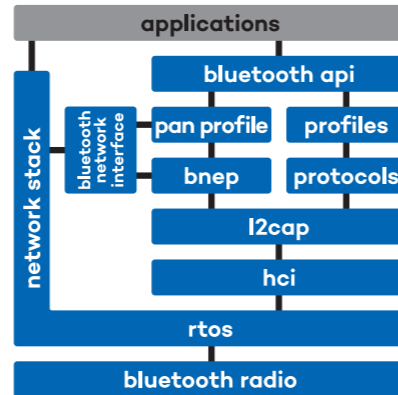 applications
bluetooth api
network stack
bluetooth
network
interface
pan profile
profiles
bnep
protocols
l2cap
hci
rtos
bluetooth radio